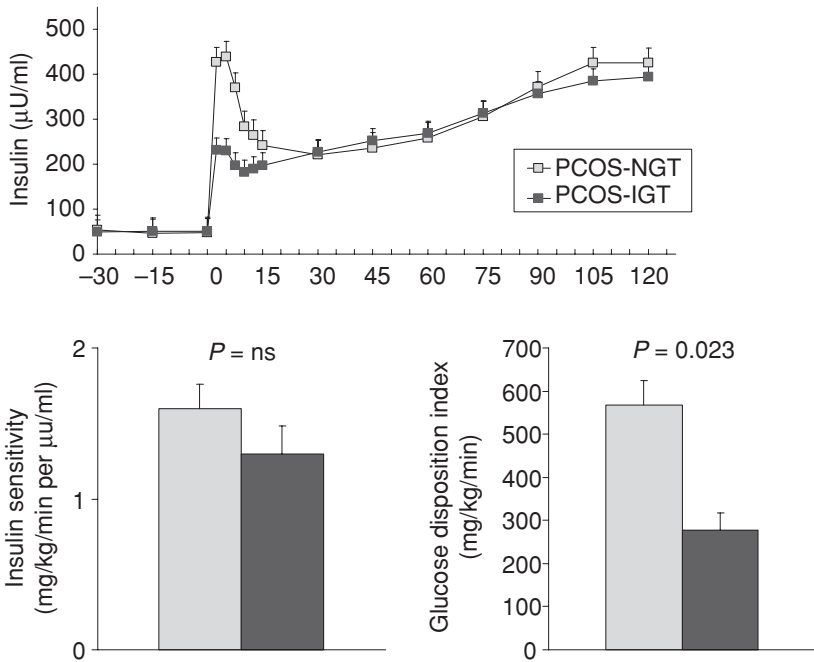 500
400
300
200
100
0
Insulin (μU/ml)
PCOS-NGT
PCOS-IGT
–30 –15 0 15 30 45 60 75 90 105 120
2
1
0
Insulin sensitivity
(mg/kg/min per μu/ml)
P = ns
700
600
500
400
300
200
100
0
Glucose disposition index
(mg/kg/min)
P = 0.023